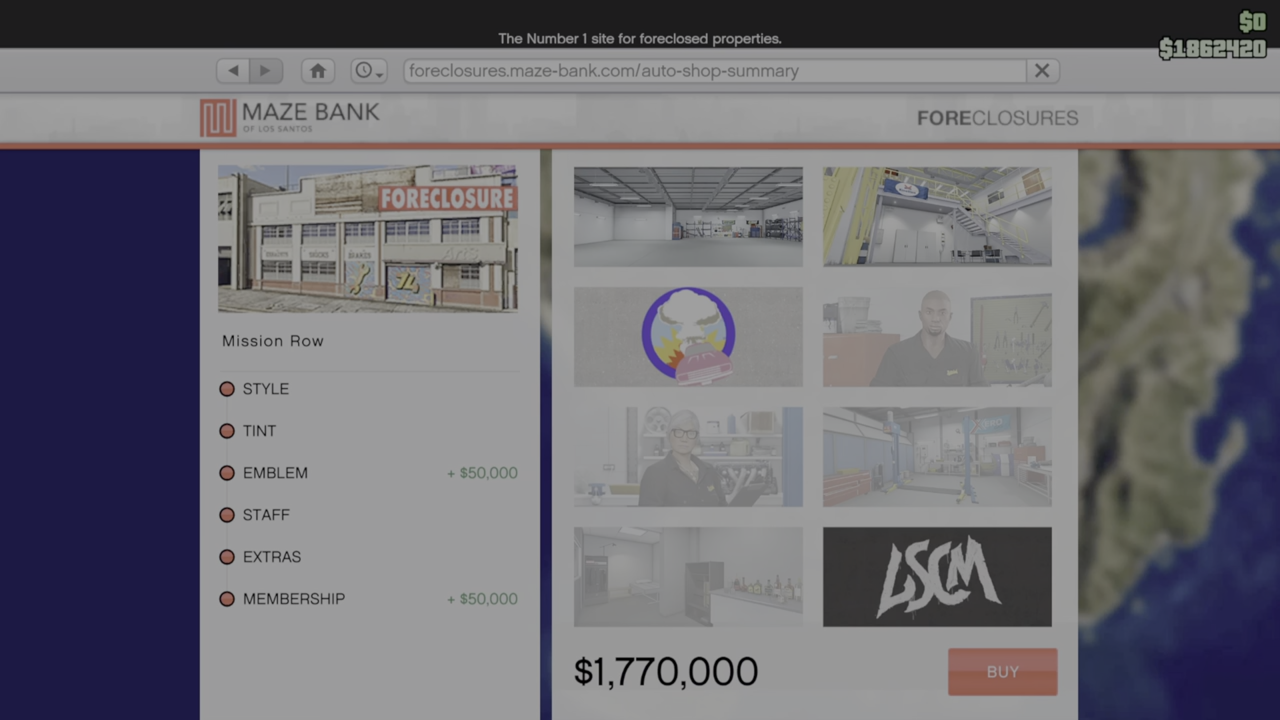 The Number 1 site for foreclosed properties.
$0
$1862420
foreclosures.maze-bank.com/auto-shop-summary
MAZE BANK
OF LOS SANTOS
FORECLOSURES
FORECLOSURE
Mission Row
STYLE
TINT
EMBLEM + $50,000
STAFF
EXTRAS
MEMBERSHIP + $50,000
LSCM
$1,770,000
BUY